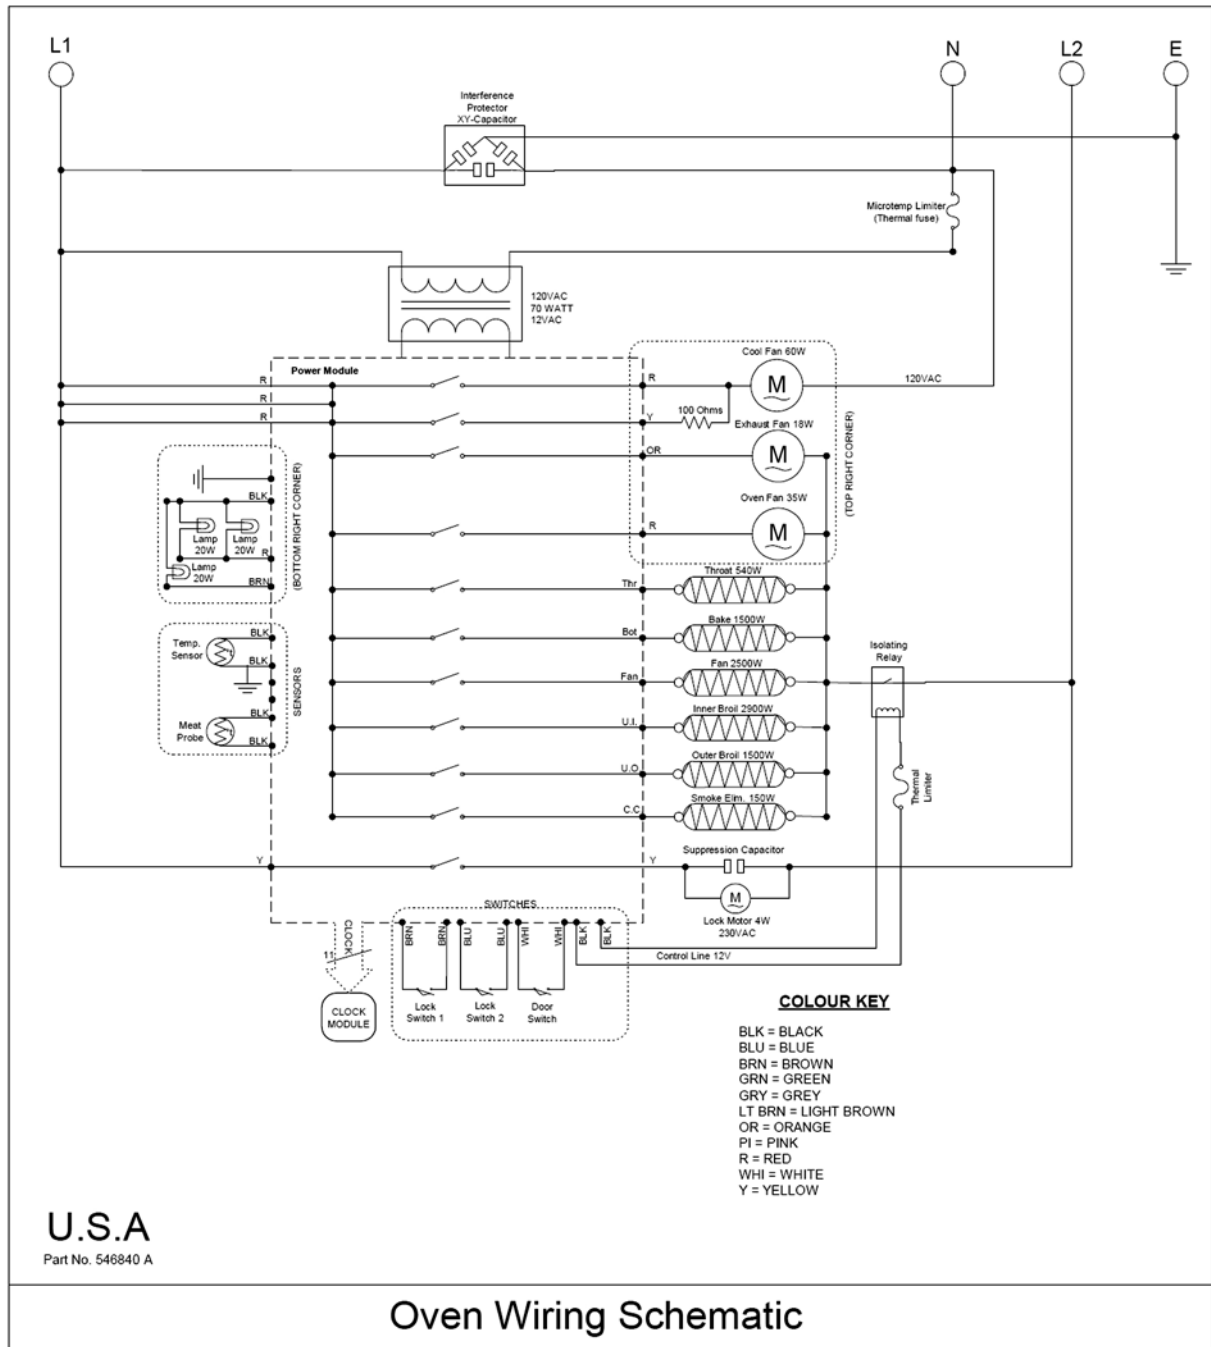 L1
N
L2
E
Interference
Protector
XY-Capacitor
Microtemp Limiter
(Thermal fuse)
120VAC
70 WATT
12VAC
Power Module
Cool Fan 60W
R
R
120VAC
R
R
Y
100 Ohms
Exhaust Fan 18W
OR
M
M
(TOP RIGHT CORNER)
(BOTTOM RIGHT CORNER)
BLK
Oven Fan 35W
Lamp
20W
Lamp
20W
R
R
M
Lamp
20W
BRN
Thr
Throat 540W
Temp.
Sensor
BLK
BLK
SENSORS
Bot
Bake 1500W
Isolating
Relay
Fan
Fan 2500W
Meat
Probe
BLK
BLK
U.I.
Inner Broil 2900W
U.O
Outer Broil 1500W
Thermal
Limiter
C.C
Smoke Elm. 150W
Y
Y
Suppression Capacitor
M
Lock Motor 4W
230VAC
SWITCHES
CLOCK
11
BRN
BRN
BLU
BLU
WHI
WHI
BLK
BLK
Control Line 12V
CLOCK
MODULE
Lock
Switch 1
Lock
Switch 2
Door
Switch
COLOUR KEY
BLK = BLACK
BLU = BLUE
BRN = BROWN
GRN = GREEN
GRY = GREY
LT BRN = LIGHT BROWN
OR = ORANGE
PI = PINK
R = RED
WHI = WHITE
Y = YELLOW
U.S.A
Part No. 546840 A
Oven Wiring Schematic